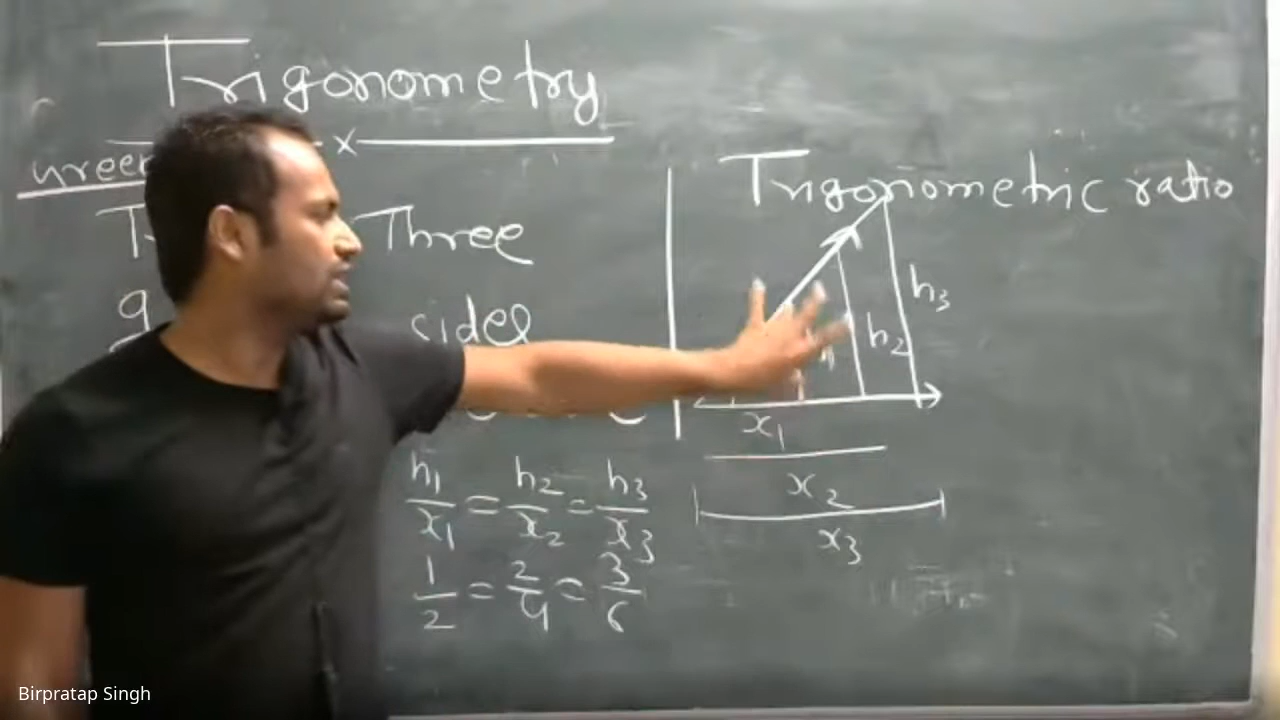 Trigonometry
x
Three
sides
h1/x1 = h2/x2 = h3/x3
1/2 = 2/4 = 3/6
Trigonometric ratio
h3
h2
x1
x2
x3
Birpratap Singh